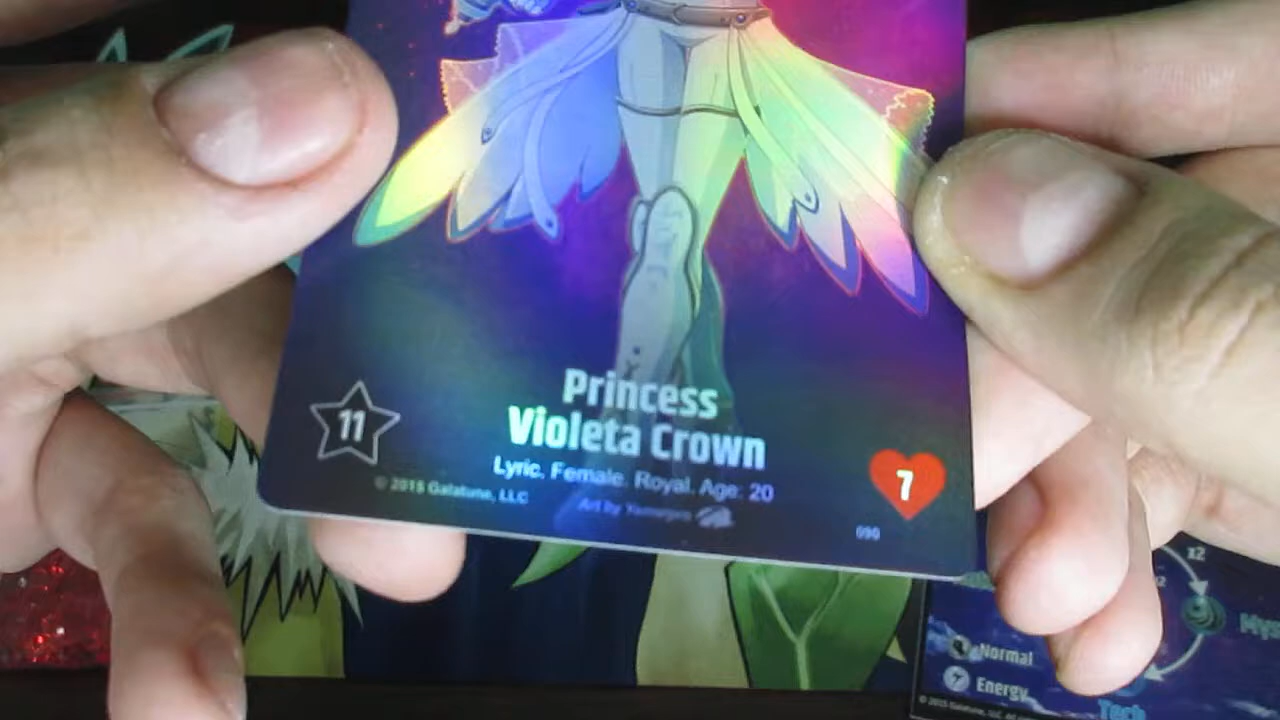 Princess
Violeta Crown
11
Lyric. Female. Royal. Age: 20
7
© 2015 Galatune, LLC
Art by
090
x2
Normal
Energy
Tech